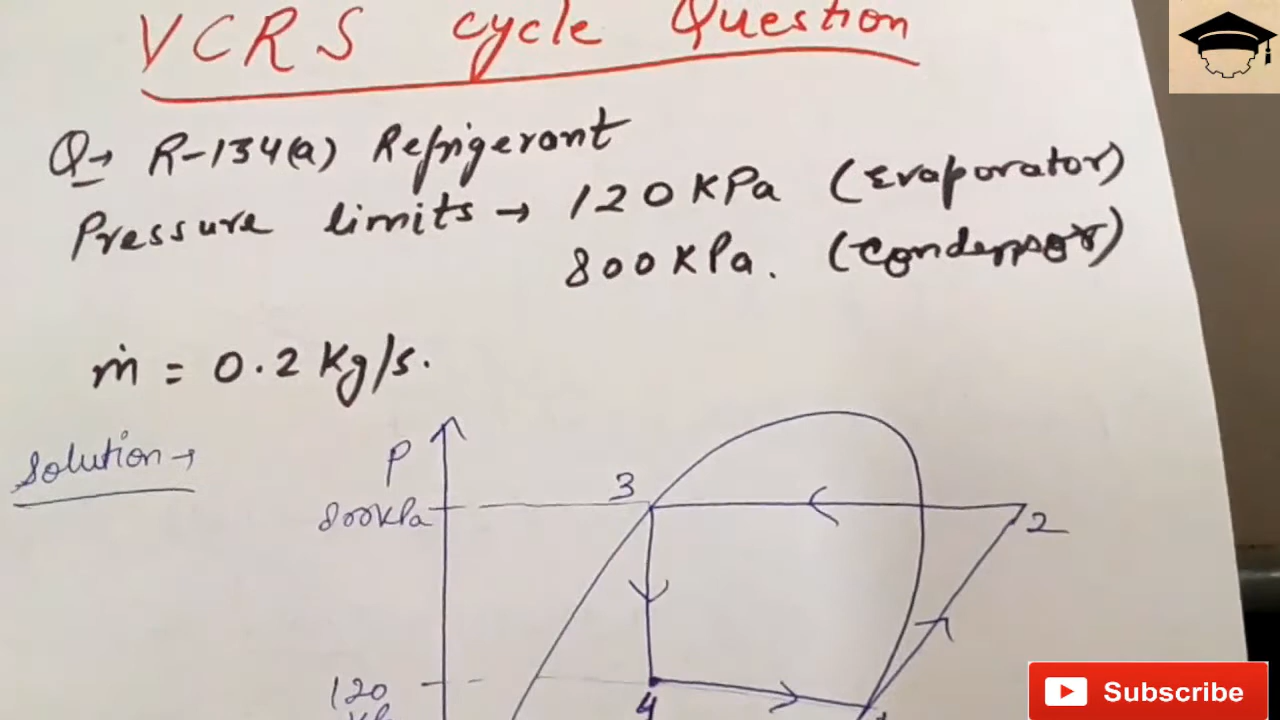 VCRS cycle Question
Q→ R-134(a) Refrigerant
Pressure limits → 120 KPa (Evaporator)
800 KPa. (Condensor)
ṁ = 0.2 Kg/s.
Solution →
P
3
800kPa
2
120
4
Subscribe